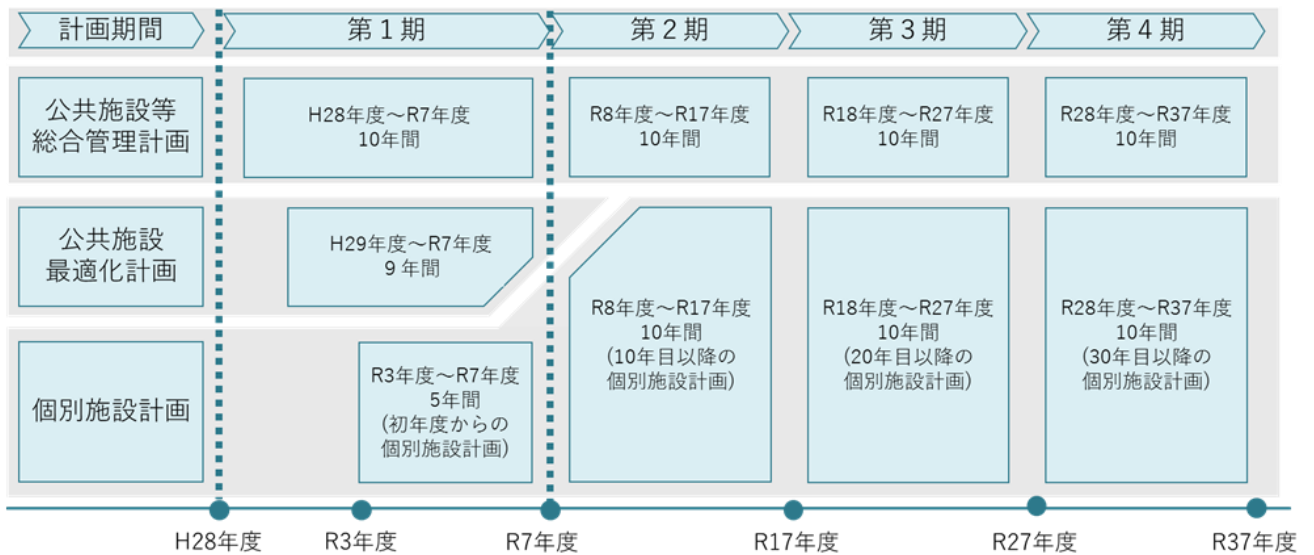 計画期間
第１期
第２期
第３期
第４期
公共施設等
総合管理計画
H28年度～R7年度
10年間
R8年度～R17年度
10年間
R18年度～R27年度
10年間
R28年度～R37年度
10年間
公共施設
最適化計画
H29年度～R7年度
９年間
個別施設計画
R3年度～R7年度
5年間
(初年度からの
個別施設計画)
R8年度～R17年度
10年間
(10年目以降の
個別施設計画)
R18年度～R27年度
10年間
(20年目以降の
個別施設計画)
R28年度～R37年度
10年間
(30年目以降の
個別施設計画)
H28年度
R3年度
R7年度
R17年度
R27年度
R37年度